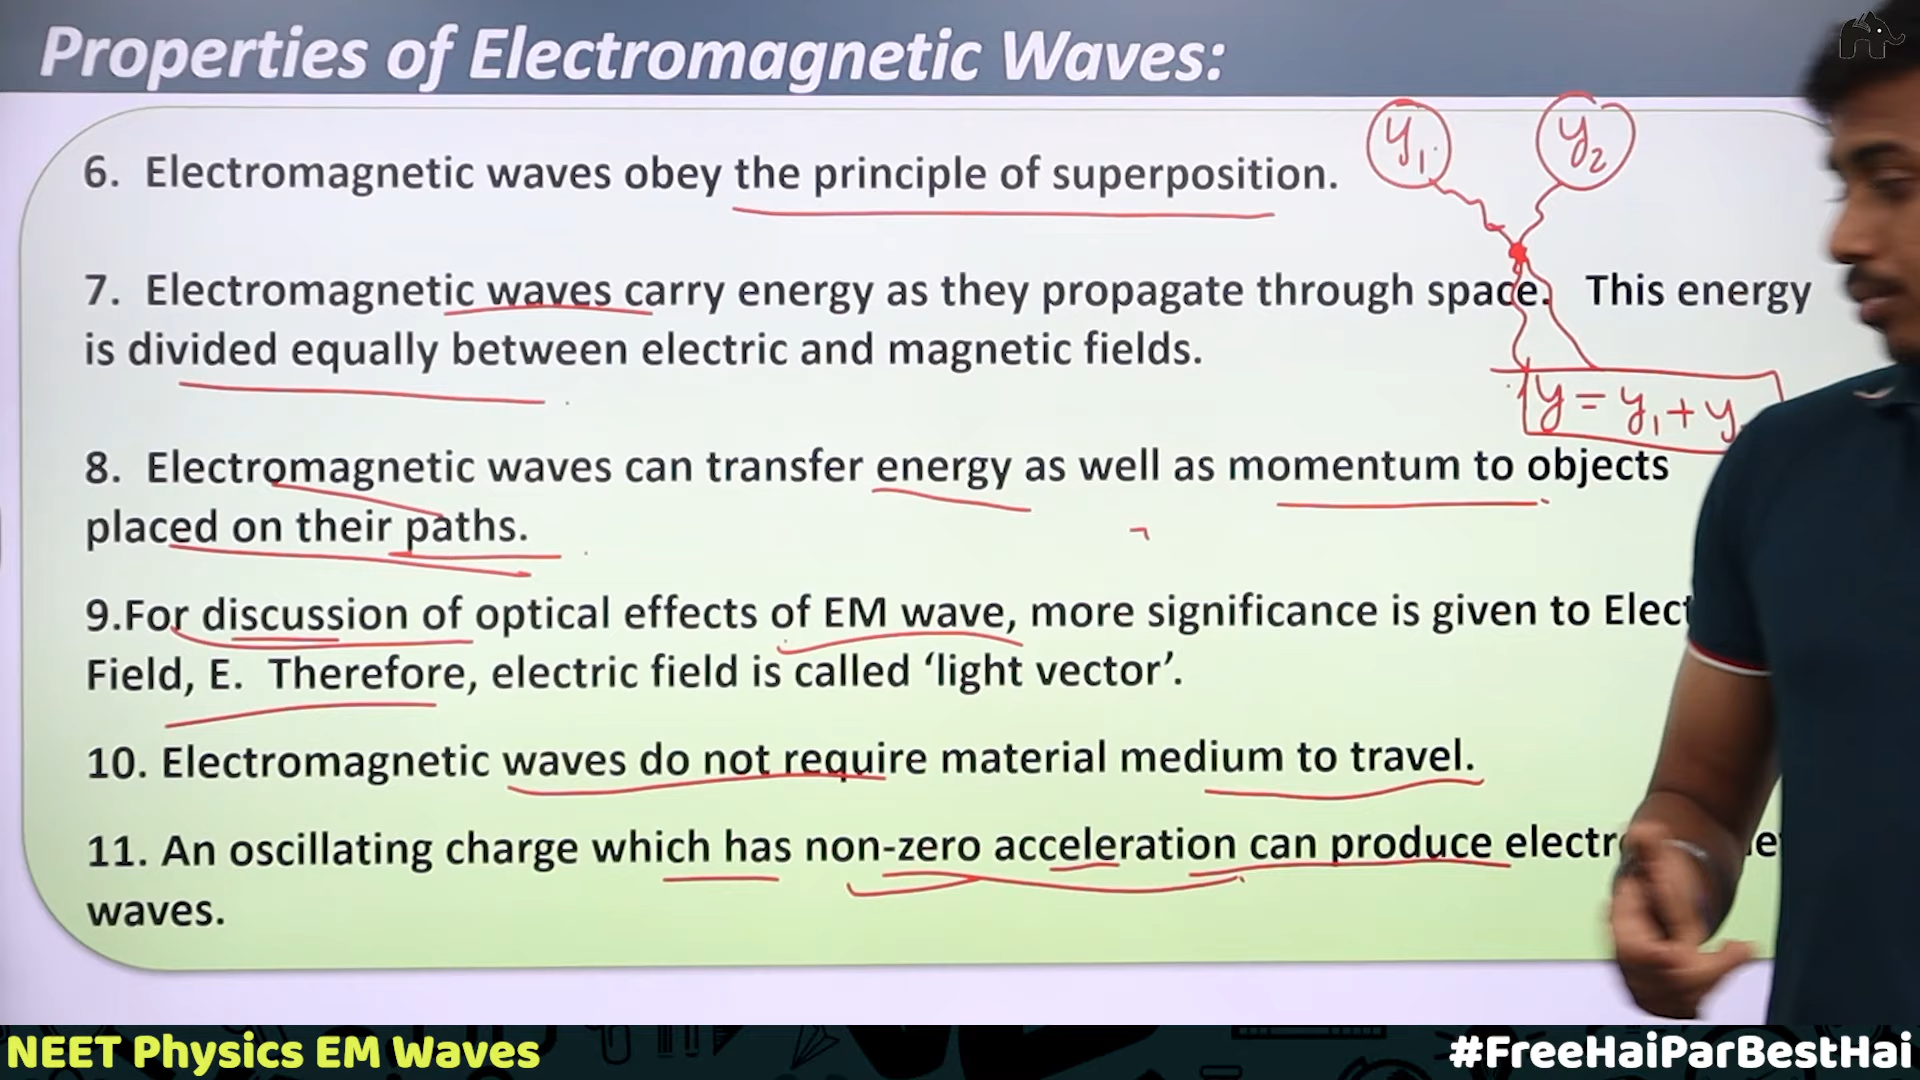 Properties of Electromagnetic Waves:
y₁
y₂
6. Electromagnetic waves obey the principle of superposition.
7. Electromagnetic waves carry energy as they propagate through space. This energy
is divided equally between electric and magnetic fields.
y = y₁ + y
8. Electromagnetic waves can transfer energy as well as momentum to objects
placed on their paths.
9.For discussion of optical effects of EM wave, more significance is given to
Field, E. Therefore, electric field is called ‘light vector’.
10. Electromagnetic waves do not require material medium to travel.
11. An oscillating charge which has non-zero acceleration can produce
waves.
NEET Physics EM Waves
#FreeHaiParBestHai